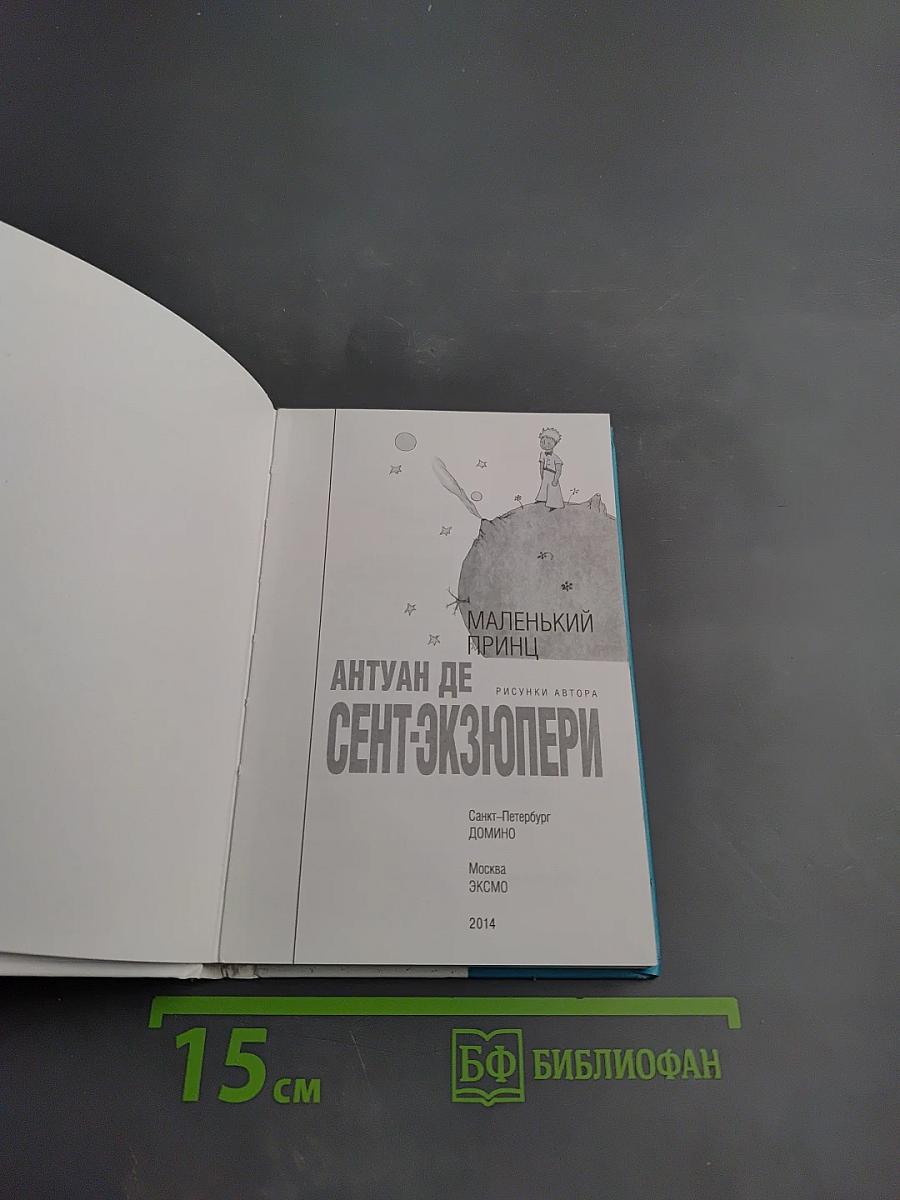 МАЛЕНЬКИЙ
ПРИНЦ
АНТУАН ДЕ
РИСУНКИ АВТОРА
СЕНТ-ЭКЗЮПЕРИ
Санкт-Петербург
ДОМИНО
Москва
ЭКСМО
2014
15 см
БФ БИБЛИОФАН